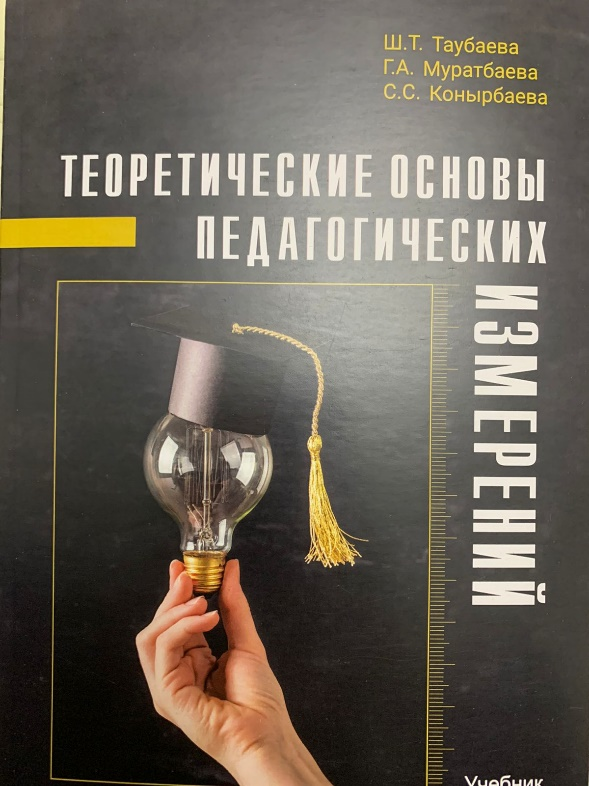 Ш.Т. Таубаева
Г.А. Муратбаева
С.С. Конырбаева
ТЕОРЕТИЧЕСКИЕ ОСНОВЫ
ПЕДАГОГИЧЕСКИХ
ИЗМЕРЕНИЙ
Учебник